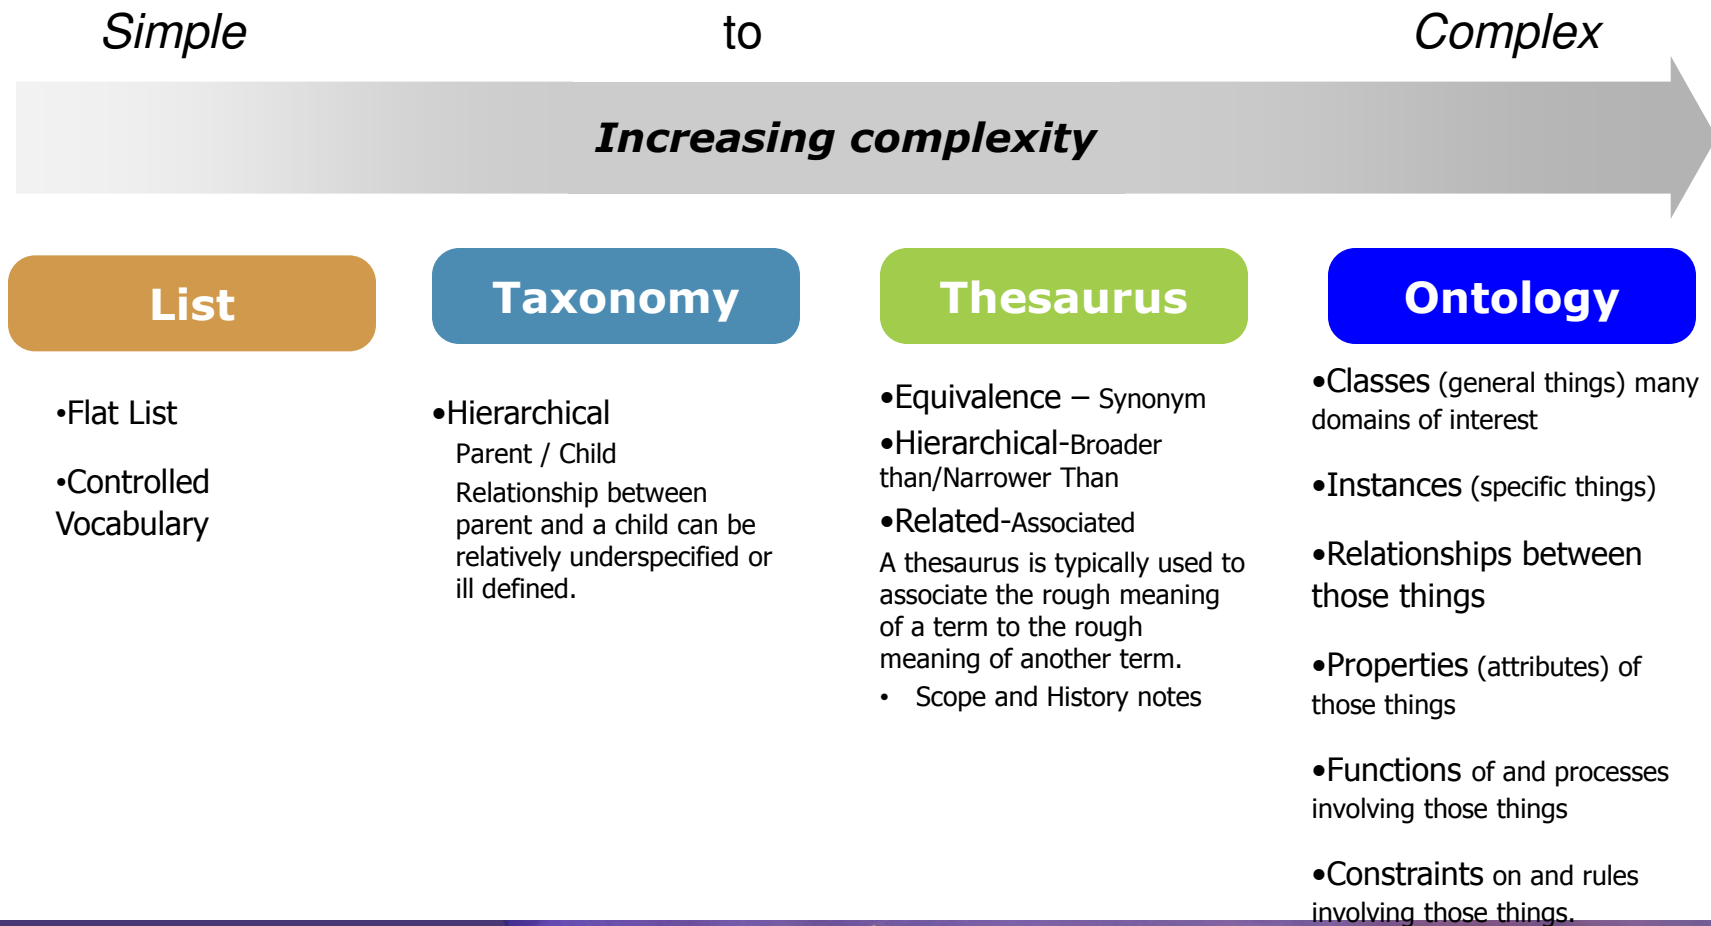 Simple to Complex
Increasing complexity
List
•Flat List
•Controlled
Vocabulary
Taxonomy
•Hierarchical
Parent / Child
Relationship between
parent and a child can be
relatively underspecified or
ill defined.
Thesaurus
•Equivalence – Synonym
•Hierarchical-Broader
than/Narrower Than
•Related-Associated
A thesaurus is typically used to
associate the rough meaning
of a term to the rough
meaning of another term.
• Scope and History notes
Ontology
•Classes (general things) many
domains of interest
•Instances (specific things)
•Relationships between
those things
•Properties (attributes) of
those things
•Functions of and processes
involving those things
•Constraints on and rules
involving those things.